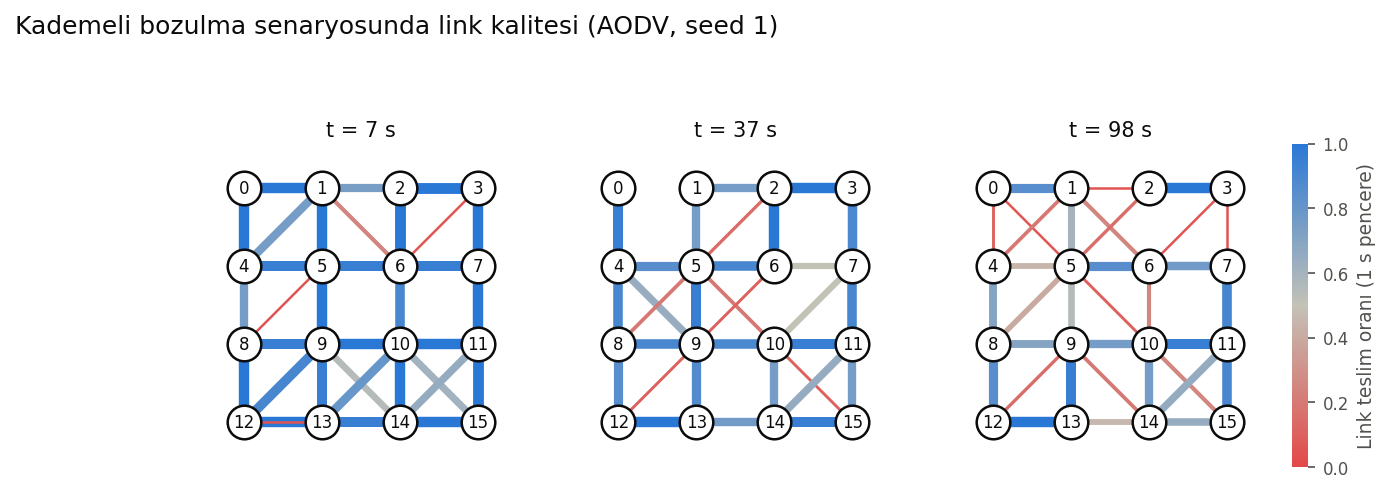 Kademeli bozulma senaryosunda link kalitesi (AODV, seed 1)
t = 7 s
0 1 2 3
4 5 6 7
8 9 10 11
12 13 14 15
t = 37 s
0 1 2 3
4 5 6 7
8 9 10 11
12 13 14 15
t = 98 s
0 1 2 3
4 5 6 7
8 9 10 11
12 13 14 15
1.0
0.8
0.6
0.4
0.2
0.0
Link teslim oranı (1 s pencere)